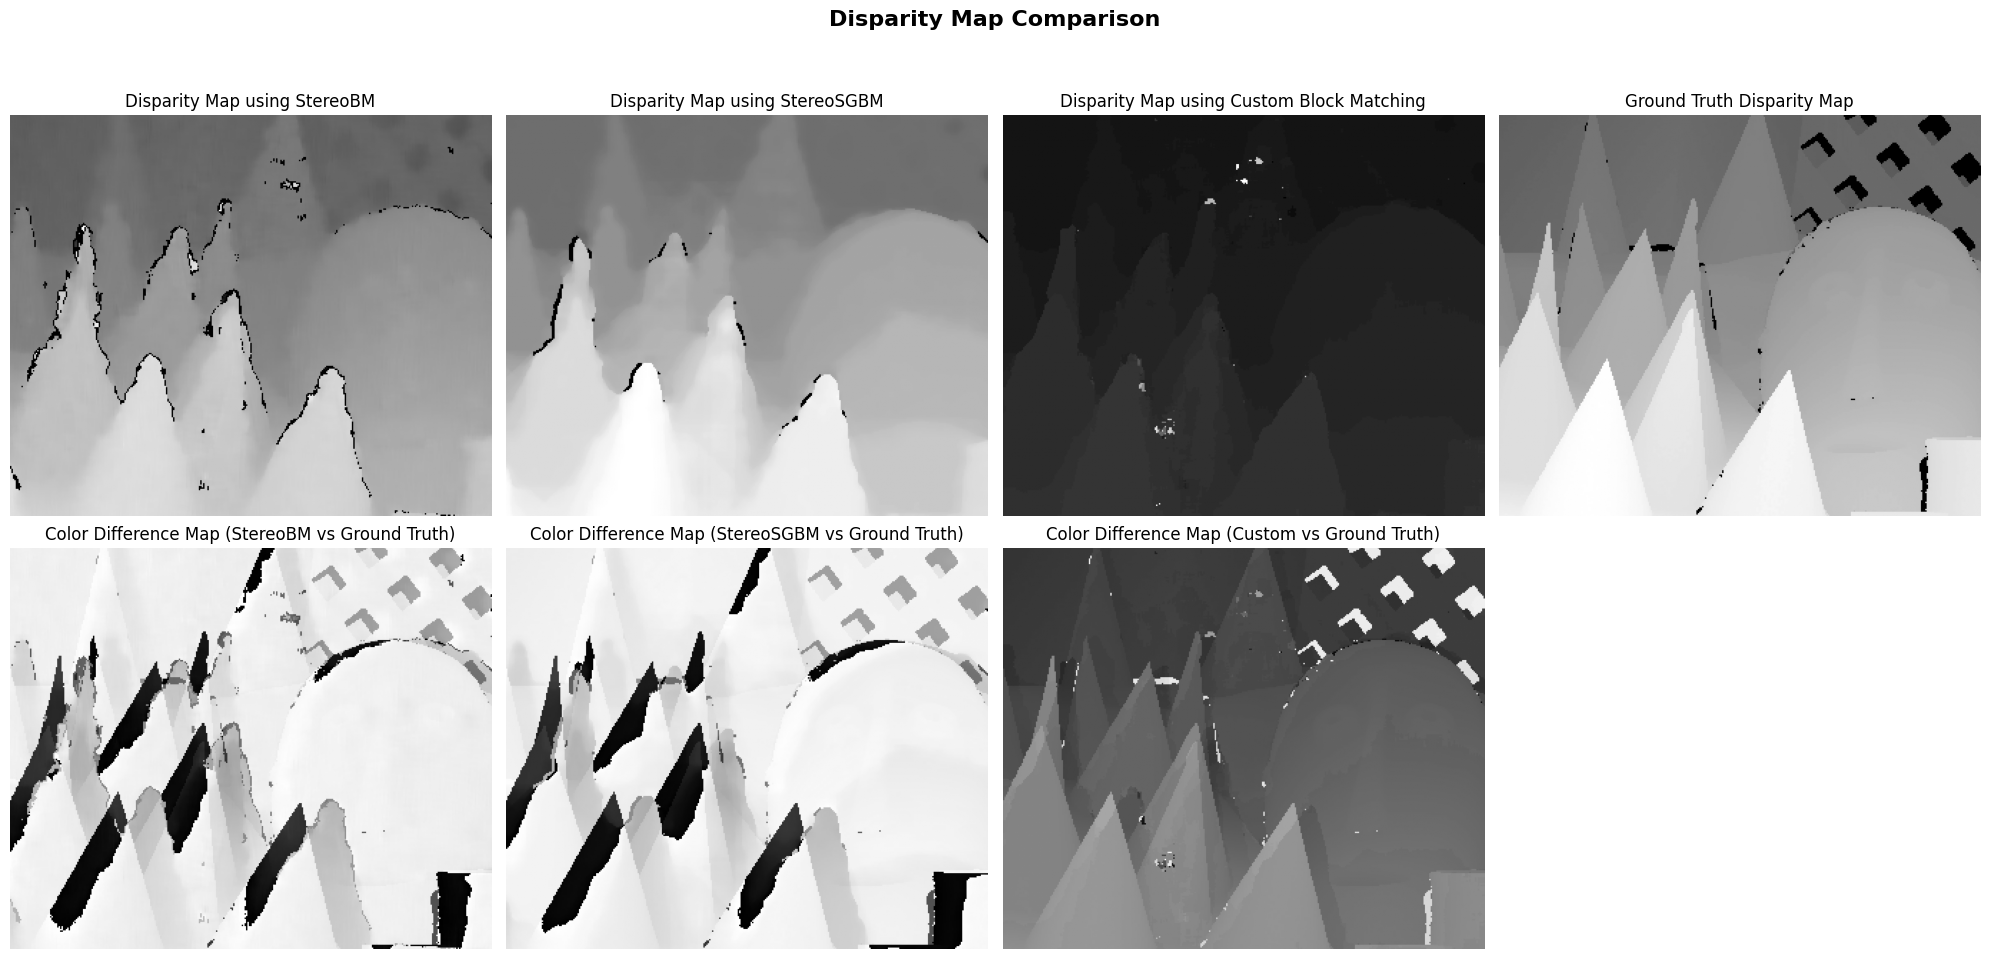 Disparity Map Comparison
Disparity Map using StereoBM
Disparity Map using StereoSGBM
Disparity Map using Custom Block Matching
Ground Truth Disparity Map
Color Difference Map (StereoBM vs Ground Truth)
Color Difference Map (StereoSGBM vs Ground Truth)
Color Difference Map (Custom vs Ground Truth)